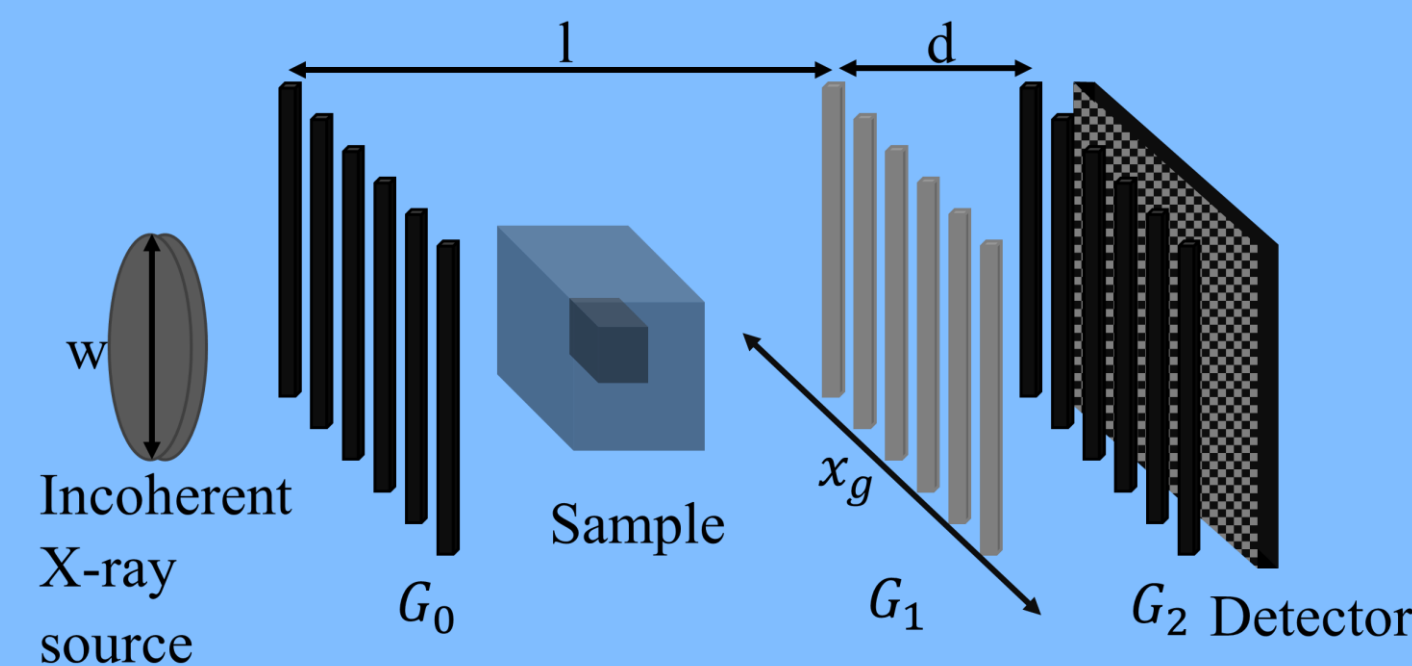 l
d
w
Incoherent
X-ray
source
Sample
x_g
G_0
G_1
G_2
Detector